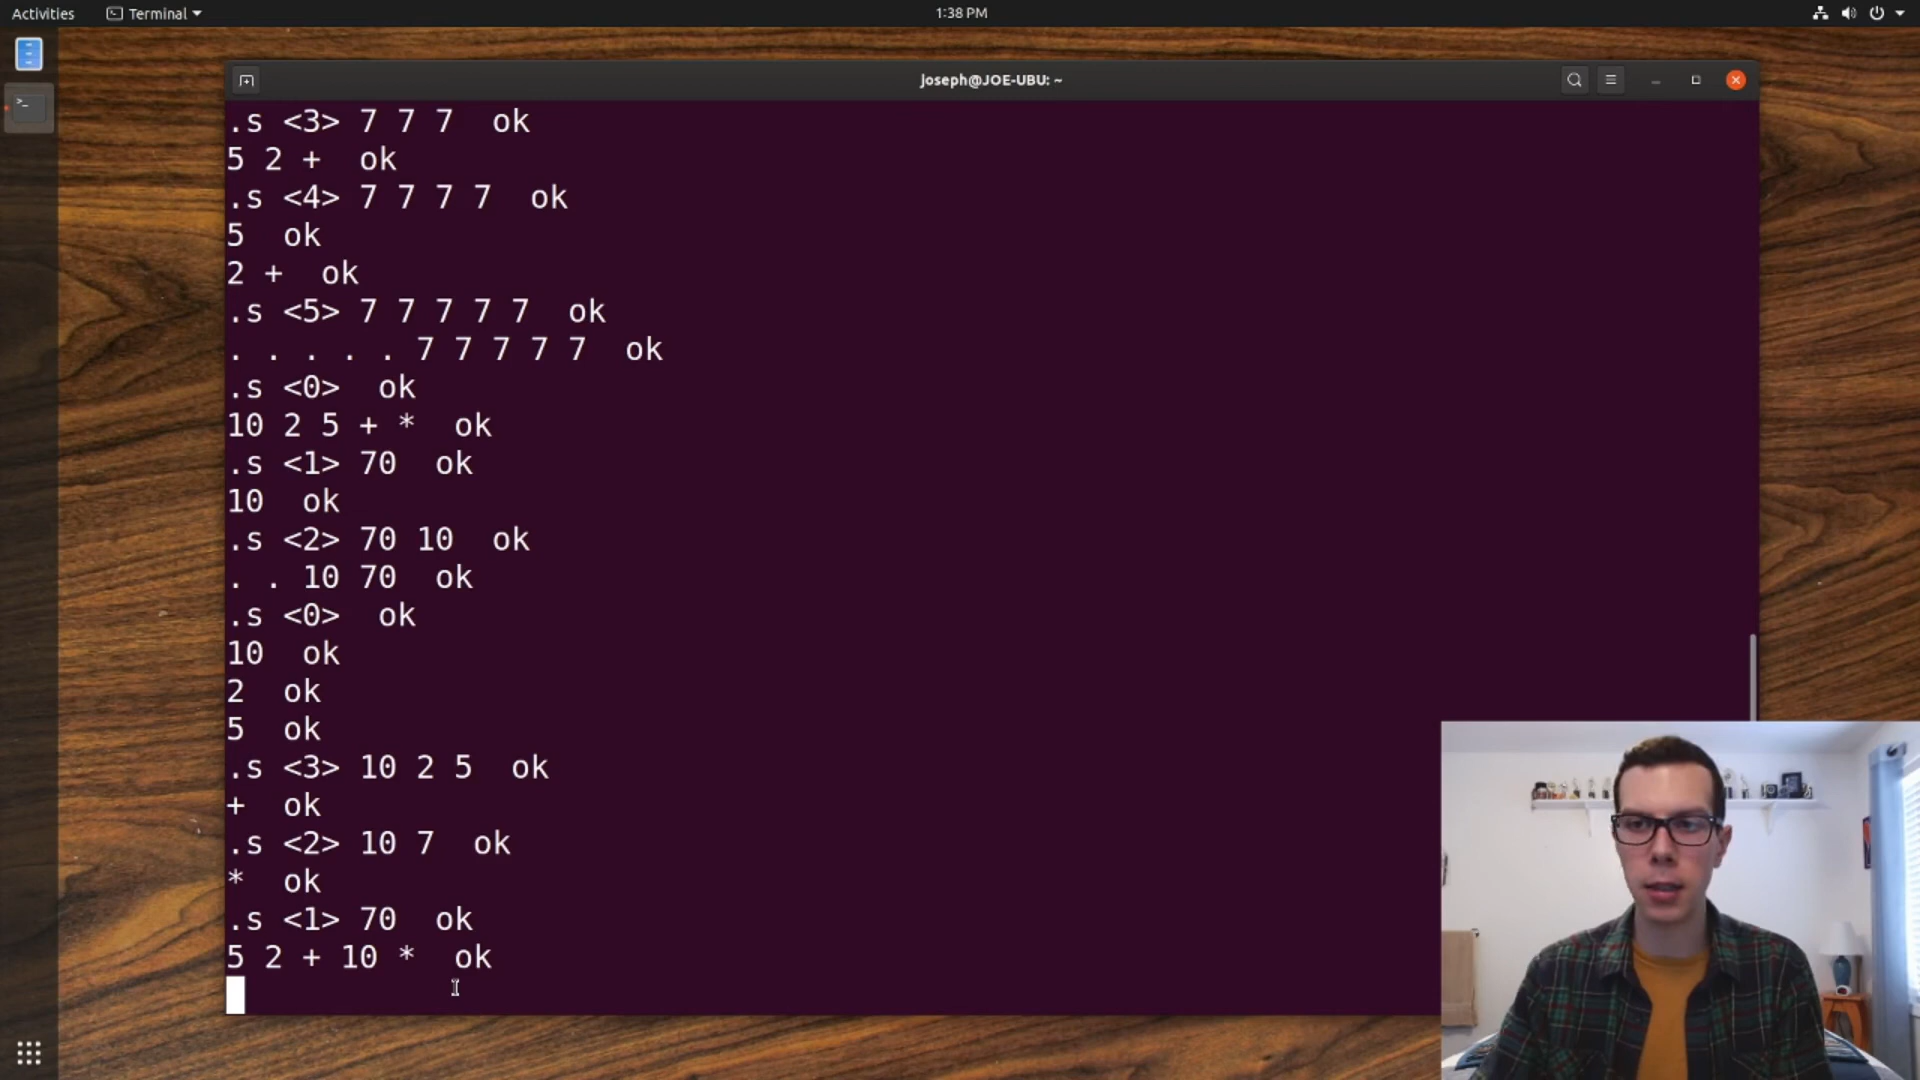 Activities Terminal 1:38 PM
joseph@JOE-UBU: ~
.s <3> 7 7 7  ok
5 2 +  ok
.s <4> 7 7 7 7  ok
5  ok
2 +  ok
.s <5> 7 7 7 7 7  ok
. . . . . 7 7 7 7 7  ok
.s <0>  ok
10 2 5 + *  ok
.s <1> 70  ok
10  ok
.s <2> 70 10  ok
. . 10 70  ok
.s <0>  ok
10  ok
2  ok
5  ok
.s <3> 10 2 5  ok
+  ok
.s <2> 10 7  ok
*  ok
.s <1> 70  ok
5 2 + 10 *  ok